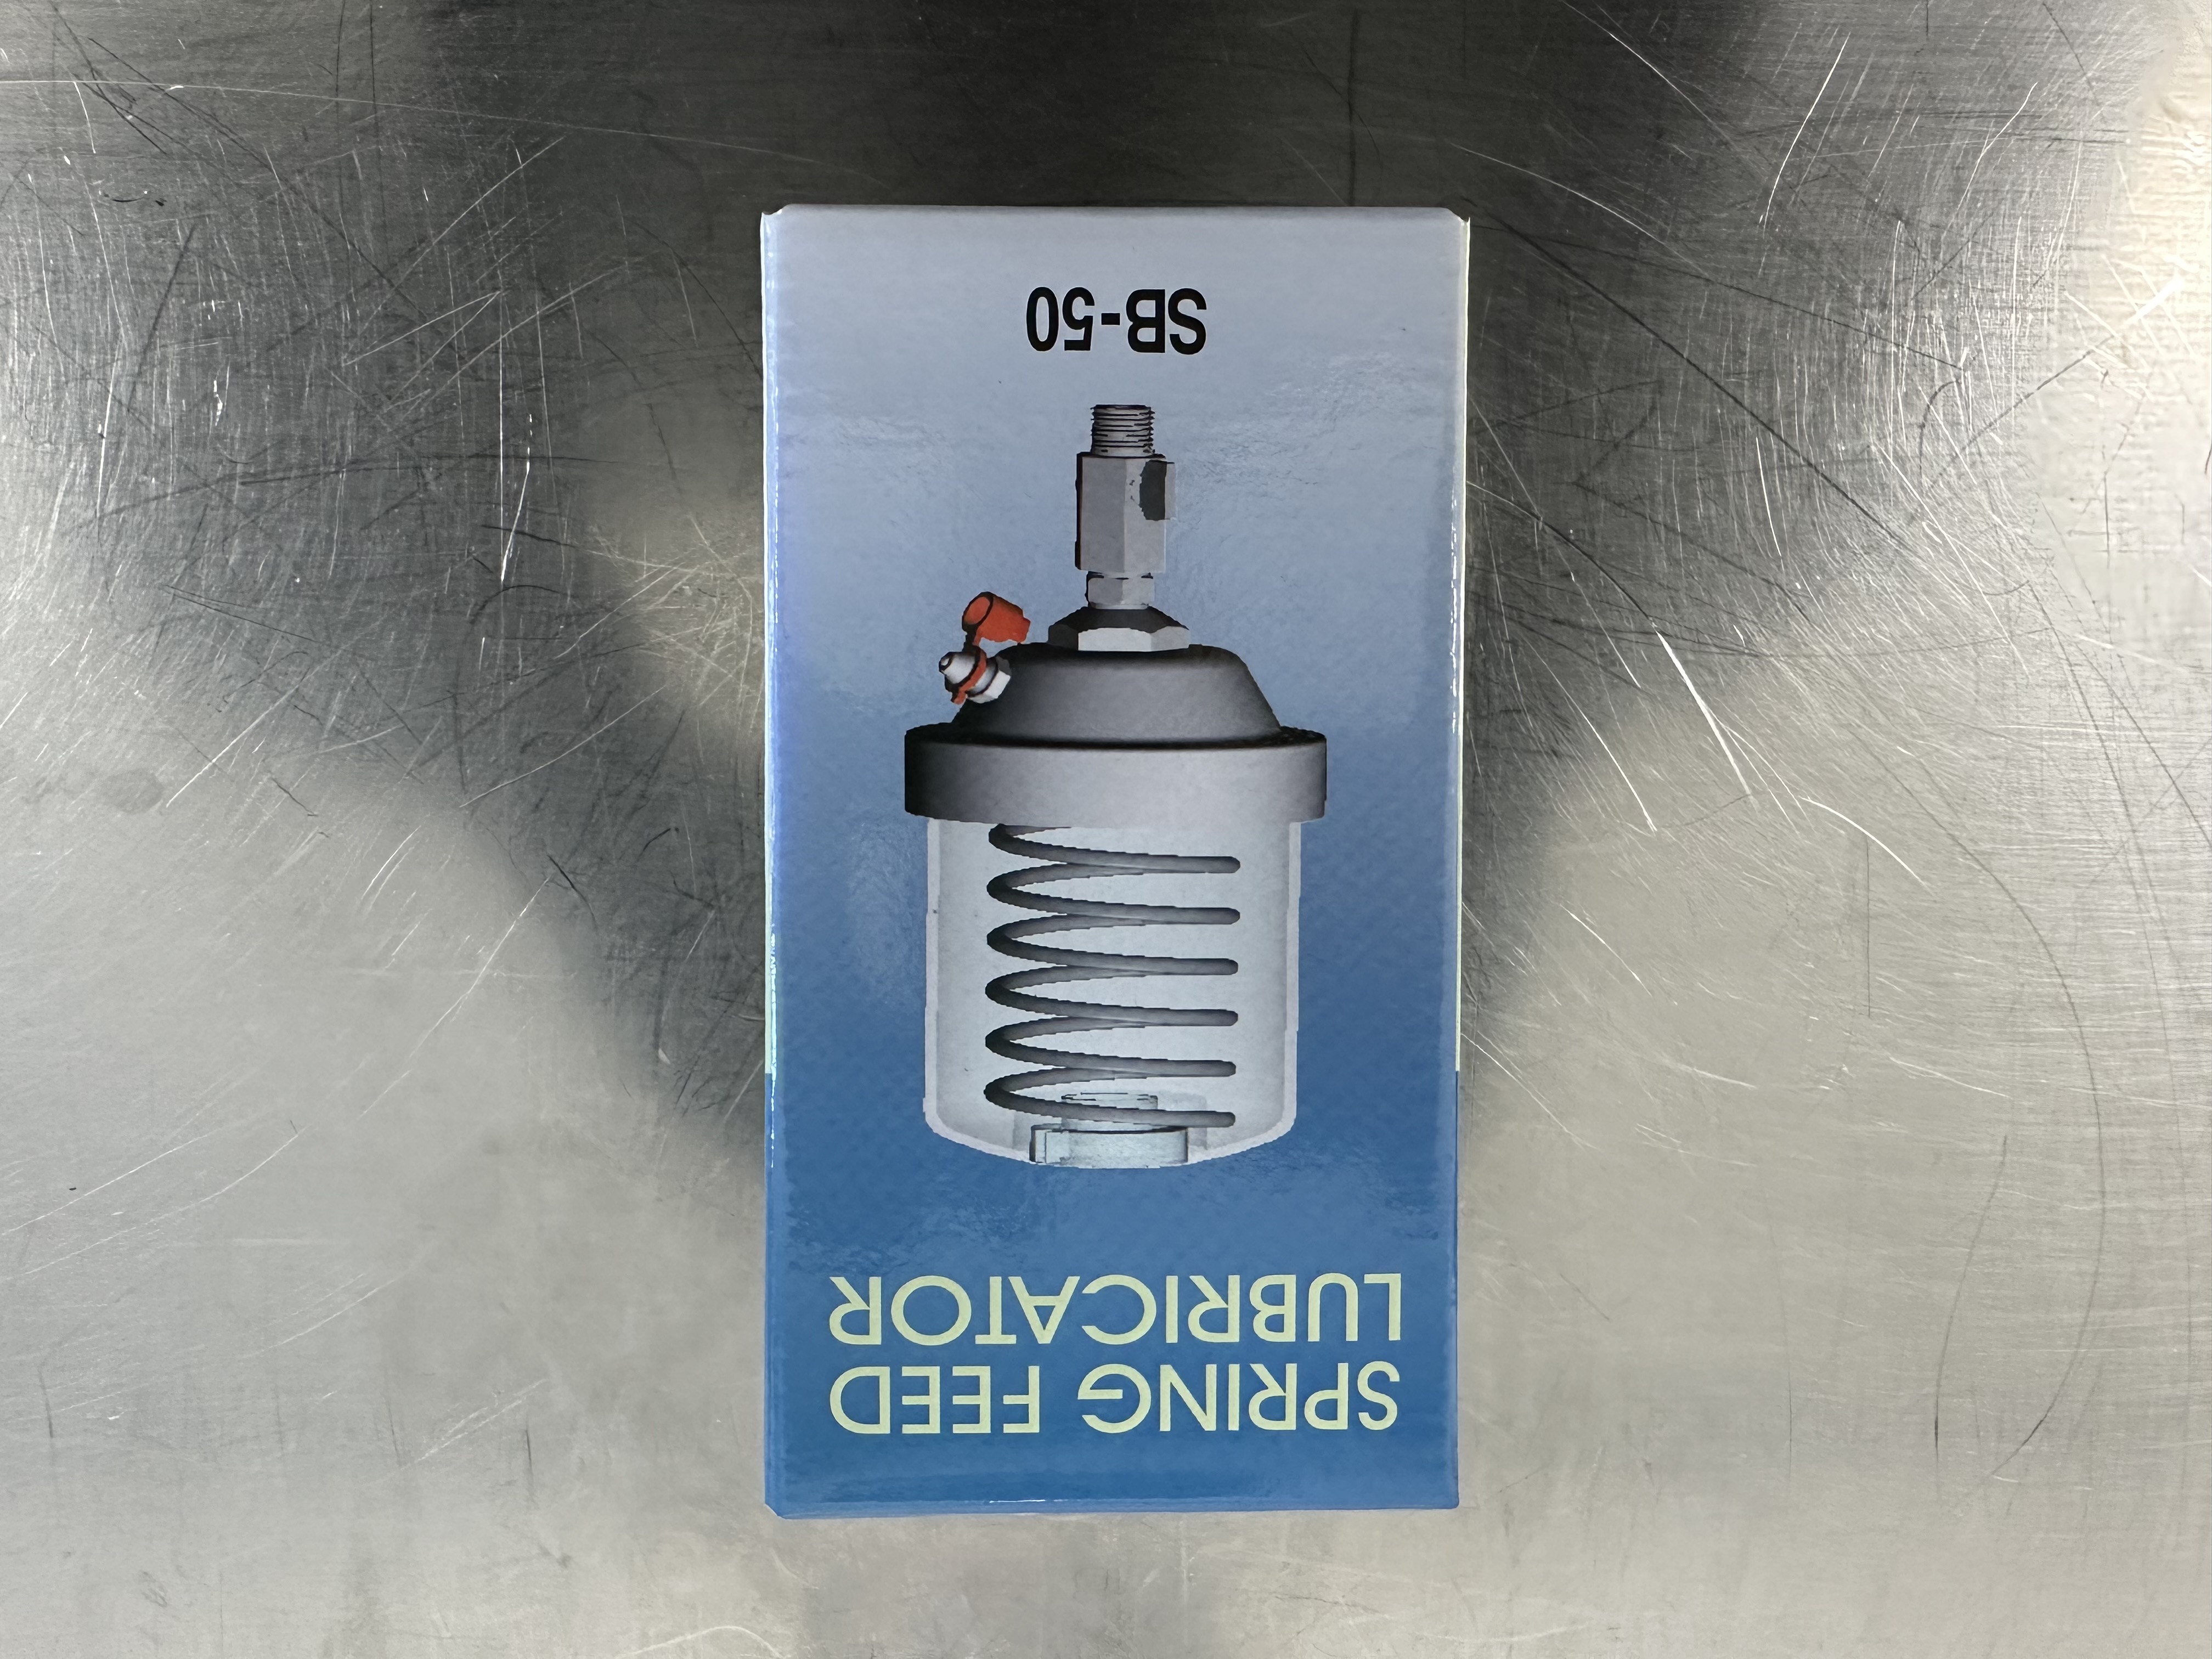 SPRING FEED
LUBRICATOR
SB-50